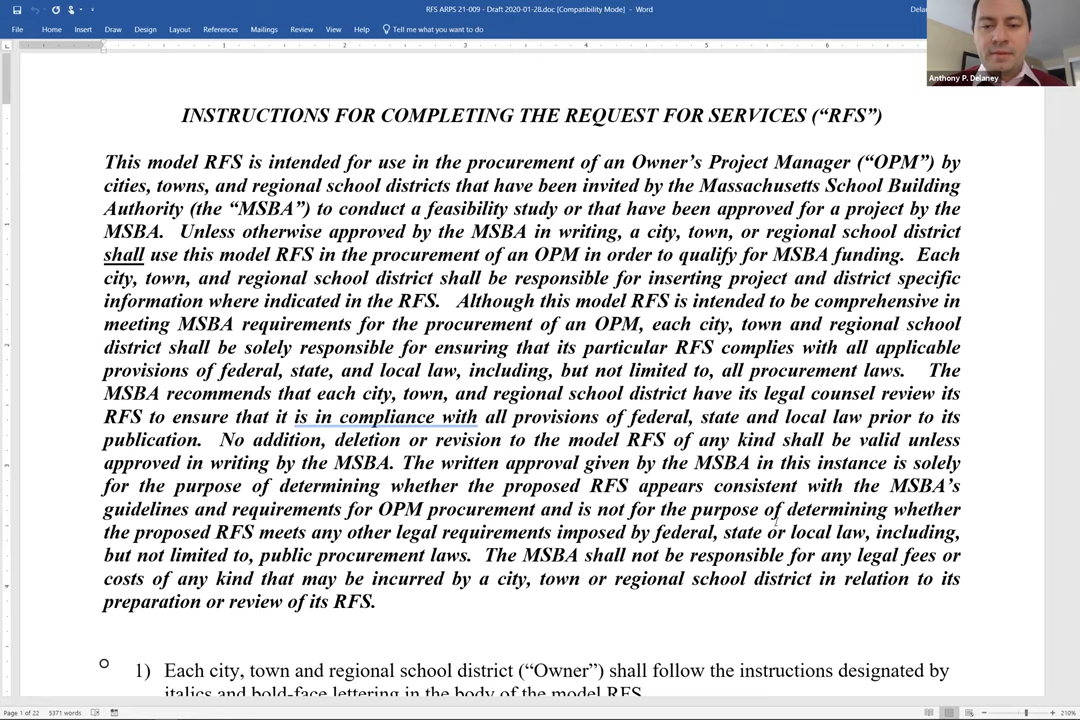 RFS ARPS 21-009 - Draft 2020-01-28.doc [Compatibility Mode] - Word
File Home Insert Draw Design Layout References Mailings Review View Help Tell me what you want to do
Anthony P. Delaney
1 2 3 4 5 6
INSTRUCTIONS FOR COMPLETING THE REQUEST FOR SERVICES (“RFS”)
This model RFS is intended for use in the procurement of an Owner’s Project Manager (“OPM”) by
cities, towns, and regional school districts that have been invited by the Massachusetts School Building
Authority (the “MSBA”) to conduct a feasibility study or that have been approved for a project by the
MSBA. Unless otherwise approved by the MSBA in writing, a city, town, or regional school district
shall use this model RFS in the procurement of an OPM in order to qualify for MSBA funding. Each
city, town, and regional school district shall be responsible for inserting project and district specific
information where indicated in the RFS. Although this model RFS is intended to be comprehensive in
meeting MSBA requirements for the procurement of an OPM, each city, town and regional school
district shall be solely responsible for ensuring that its particular RFS complies with all applicable
provisions of federal, state, and local law, including, but not limited to, all procurement laws. The
MSBA recommends that each city, town, and regional school district have its legal counsel review its
RFS to ensure that it is in compliance with all provisions of federal, state and local law prior to its
publication. No addition, deletion or revision to the model RFS of any kind shall be valid unless
approved in writing by the MSBA. The written approval given by the MSBA in this instance is solely
for the purpose of determining whether the proposed RFS appears consistent with the MSBA’s
guidelines and requirements for OPM procurement and is not for the purpose of determining whether
the proposed RFS meets any other legal requirements imposed by federal, state or local law, including,
but not limited to, public procurement laws. The MSBA shall not be responsible for any legal fees or
costs of any kind that may be incurred by a city, town or regional school district in relation to its
preparation or review of its RFS.
1) Each city, town and regional school district (“Owner”) shall follow the instructions designated by
italics and bold-face lettering in the body of the model RFS.
Page 1 of 22 5371 words 210%